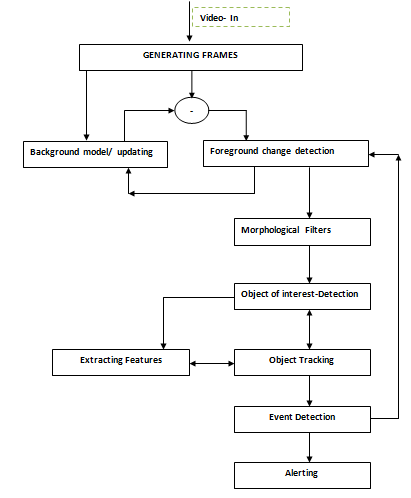 Video- In
GENERATING FRAMES
-
Background model/ updating
Foreground change detection
Morphological Filters
Object of interest-Detection
Extracting Features
Object Tracking
Event Detection
Alerting